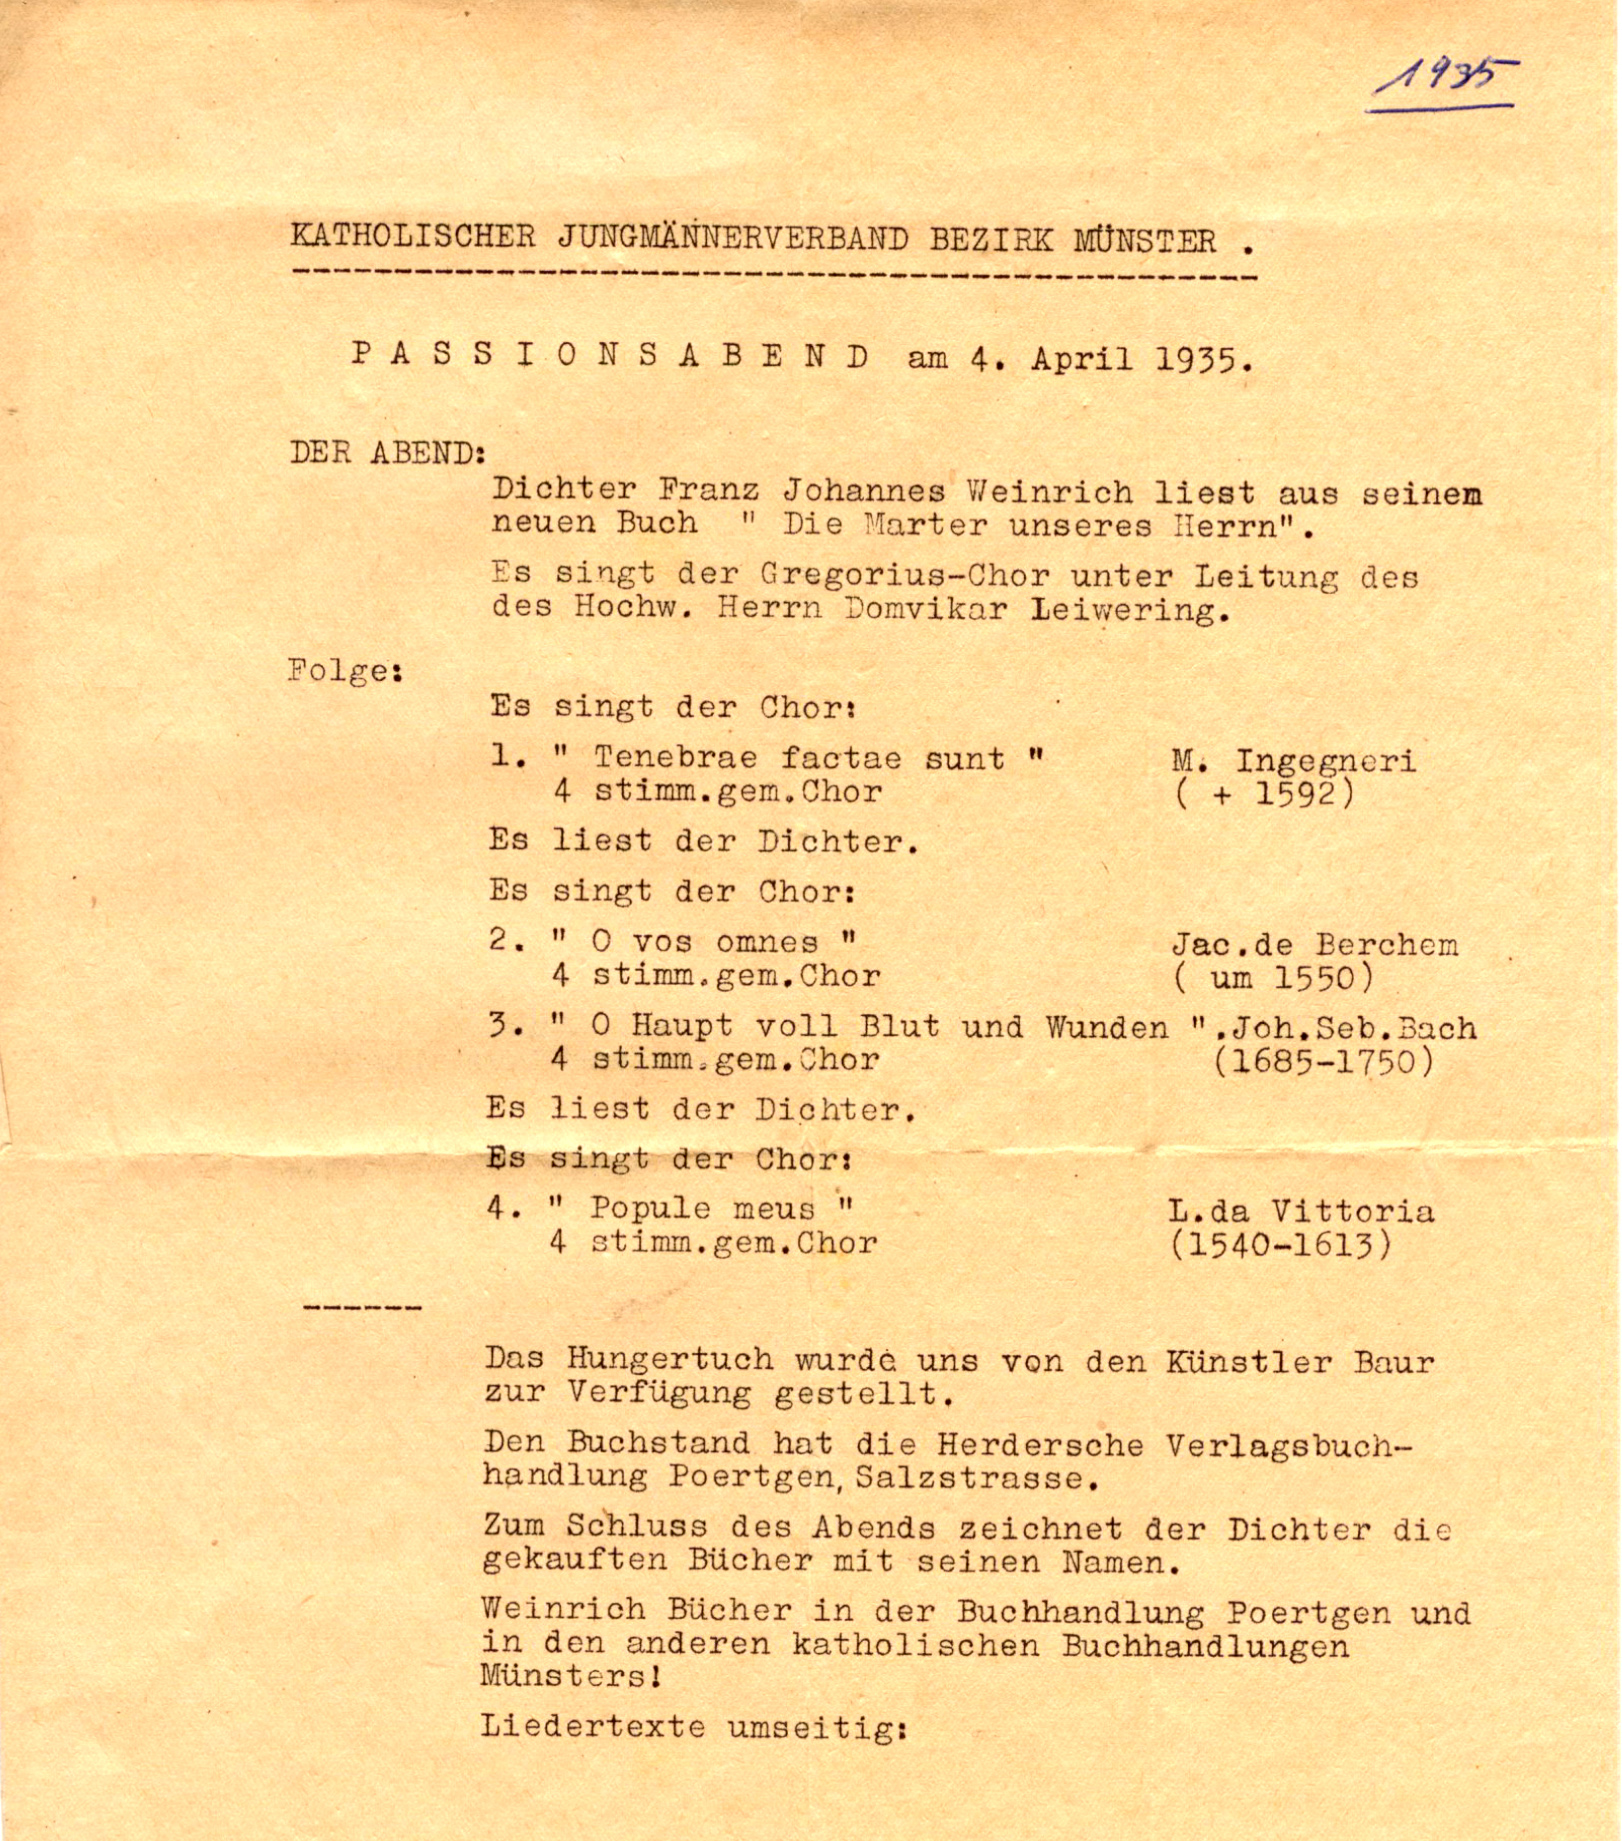 1935
KATHOLISCHER JUNGMÄNNERVERBAND BEZIRK MÜNSTER .
P A S S I O N S A B E N D am 4. April 1935.
DER ABEND:
Dichter Franz Johannes Weinrich liest aus seinem
neuen Buch " Die Marter unseres Herrn".
Es singt der Gregorius-Chor unter Leitung des
des Hochw. Herrn Domvikar Leiwering.
Folge:
Es singt der Chor:
1. " Tenebrae factae sunt " M. Ingegneri
4 stimm.gem.Chor ( + 1592)
Es liest der Dichter.
Es singt der Chor:
2. " O vos omnes " Jac.de Berchem
4 stimm.gem.Chor ( um 1550)
3. " O Haupt voll Blut und Wunden ".Joh.Seb.Bach
4 stimm.gem.Chor (1685-1750)
Es liest der Dichter.
Es singt der Chor:
4. " Popule meus " L.da Vittoria
4 stimm.gem.Chor (1540-1613)
------
Das Hungertuch wurde uns von den Künstler Baur
zur Verfügung gestellt.
Den Buchstand hat die Herdersche Verlagsbuch-
handlung Poertgen, Salzstrasse.
Zum Schluss des Abends zeichnet der Dichter die
gekauften Bücher mit seinen Namen.
Weinrich Bücher in der Buchhandlung Poertgen und
in den anderen katholischen Buchhandlungen
Münsters!
Liedertexte umseitig: